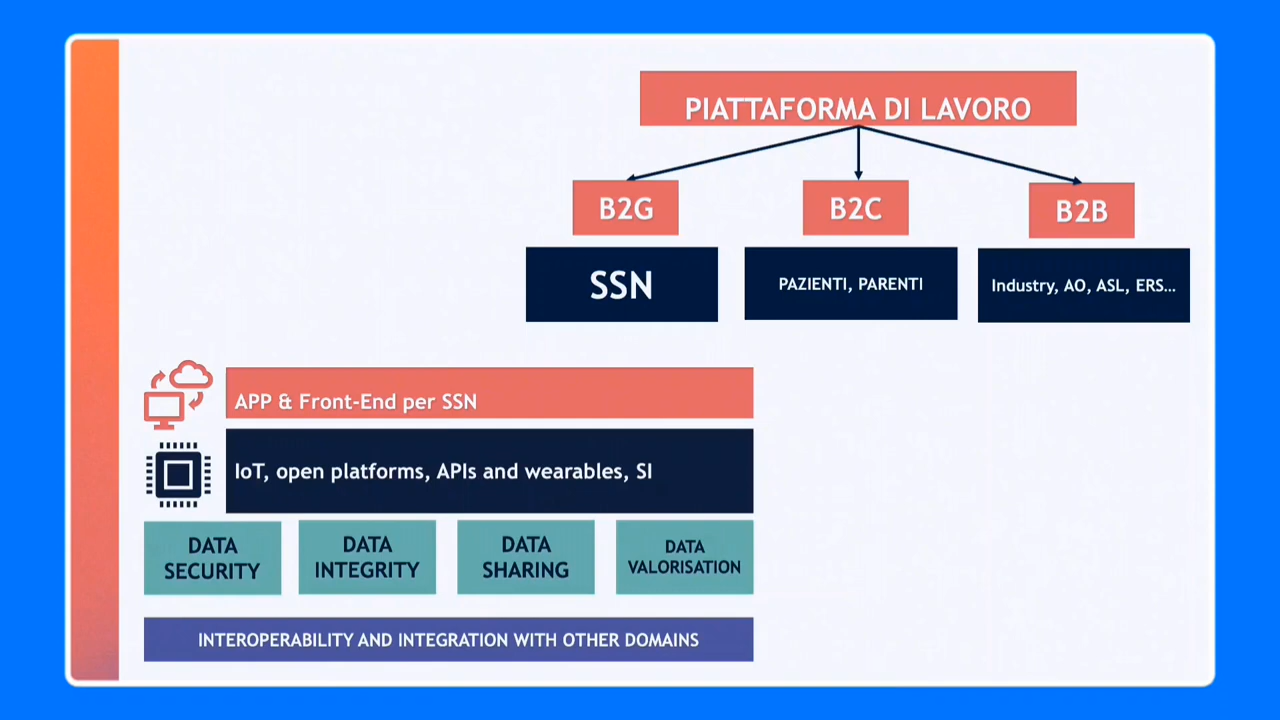 PIATTAFORMA DI LAVORO
B2G
B2C
B2B
SSN
PAZIENTI, PARENTI
Industry, AO, ASL, ERS...
APP & Front-End per SSN
IoT, open platforms, APIs and wearables, SI
DATA
SECURITY
DATA
INTEGRITY
DATA
SHARING
DATA
VALORISATION
INTEROPERABILITY AND INTEGRATION WITH OTHER DOMAINS